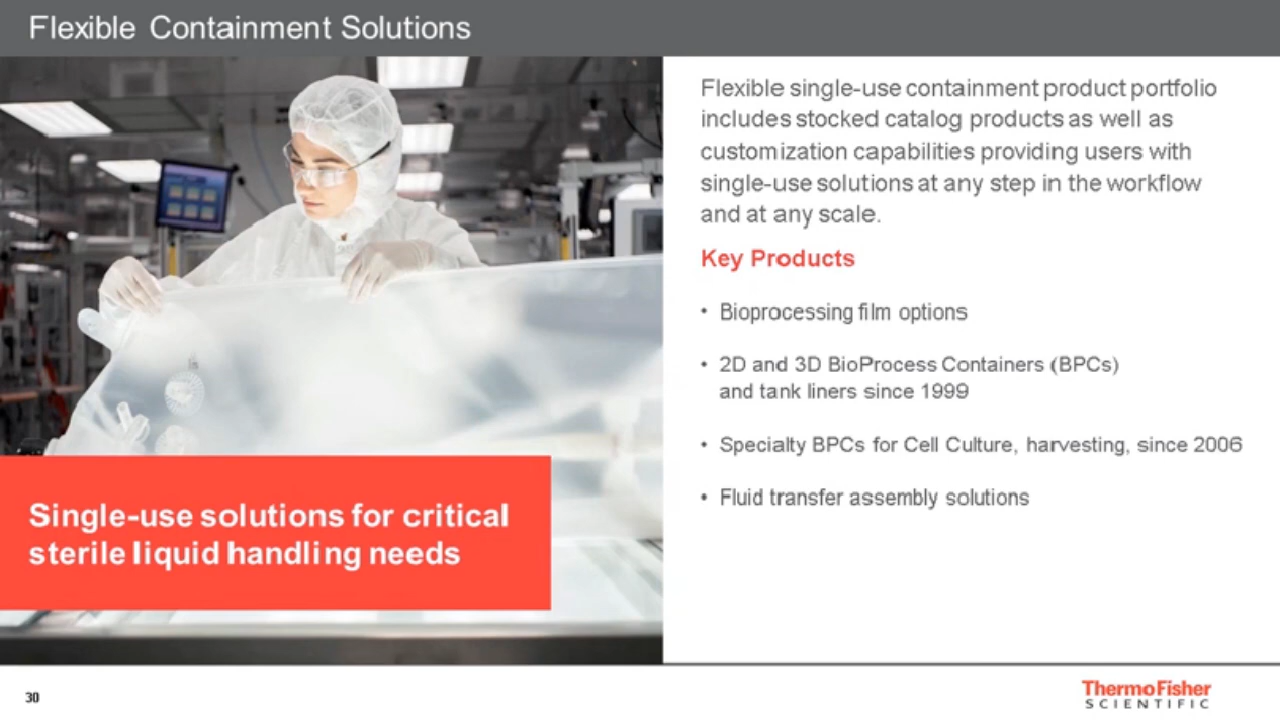 Flexible Containment Solutions
Flexible single-use containment product portfolio
includes stocked catalog products as well as
customization capabilities providing users with
single-use solutions at any step in the workflow
and at any scale.
Key Products
• Bioprocessing film options
• 2D and 3D BioProcess Containers (BPCs)
and tank liners since 1999
• Specialty BPCs for Cell Culture, harvesting, since 2006
• Fluid transfer assembly solutions
Single-use solutions for critical
sterile liquid handling needs
30
ThermoFisher
SCIENTIFIC